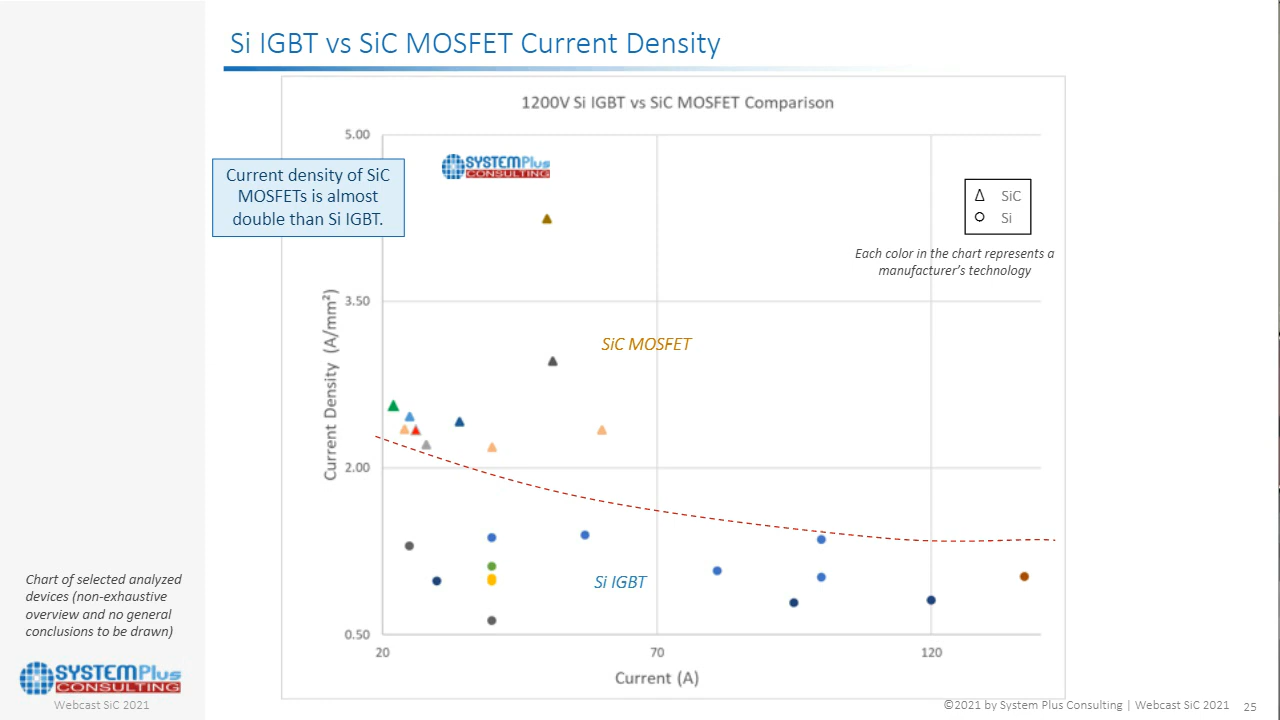 Si IGBT vs SiC MOSFET Current Density
1200V Si IGBT vs SiC MOSFET Comparison
5.00
SYSTEMPlus
CONSULTING
Current density of SiC
MOSFETs is almost
double than Si IGBT.
SiC
Si
Each color in the chart represents a
manufacturer's technology
Current Density (A/mm²)
3.50
SiC MOSFET
2.00
Si IGBT
0.50
20
70
120
Current (A)
Chart of selected analyzed
devices (non-exhaustive
overview and no general
conclusions to be drawn)
SYSTEMPlus
CONSULTING
Webcast SiC 2021
©2021 by System Plus Consulting | Webcast SiC 2021
25